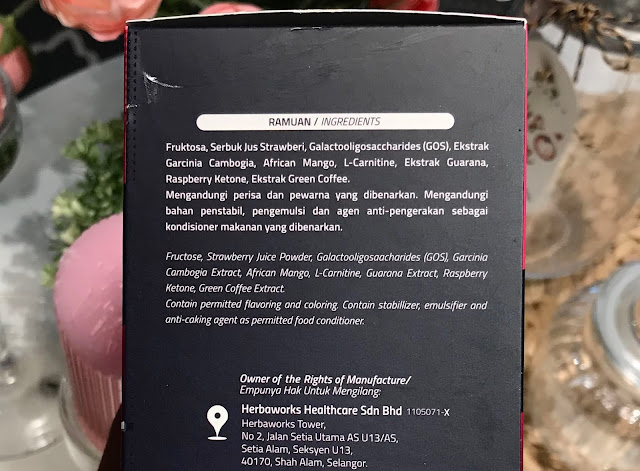 RAMUAN / INGREDIENTS
Fruktosa, Serbuk Jus Strawberi, Galactooligosaccharides (GOS), Ekstrak
Garcinia Cambogia, African Mango, L-Carnitine, Ekstrak Guarana,
Raspberry Ketone, Ekstrak Green Coffee.
Mengandungi perisa dan pewarna yang dibenarkan. Mengandungi
bahan penstabil, pengemulsi dan agen anti-pengerakan sebagai
kondisioner makanan yang dibenarkan.
Fructose, Strawberry Juice Powder, Galactooligosaacharides (GOS), Garcinia
Cambogia Extract, African Mango, L-Carnitine, Guarana Extract, Raspberry
Ketone, Green Coffee Extract.
Contain permitted flavoring and coloring. Contain stabillizer, emulsifier and
anti-caking agent as permitted food conditioner.
Owner of the Rights of Manufacture/
Empunya Hak Untuk Mengilang:
Herbaworks Healthcare Sdn Bhd 1105071-X
Herbaworks Tower,
No 2, Jalan Setia Utama AS U13/AS,
Setia Alam, Seksyen U13,
40170, Shah Alam, Selangor.